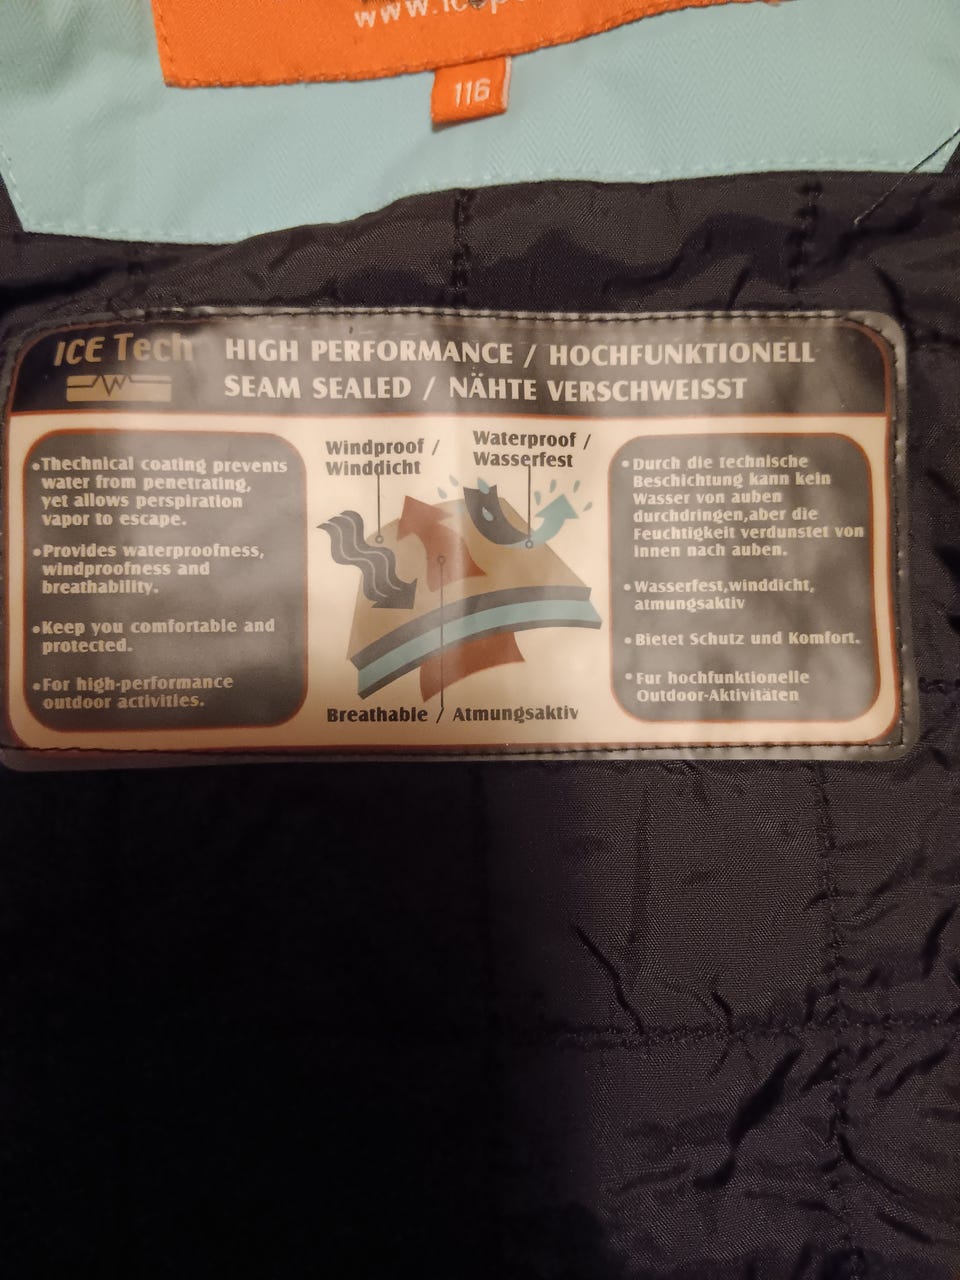 116
ICE Tech
HIGH PERFORMANCE / HOCHFUNKTIONELL
SEAM SEALED / NÄHTE VERSCHWEISST
•Thechnical coating prevents
water from penetrating,
yet allows perspiration
vapor to escape.
•Provides waterproofness,
windproofness and
breathability.
•Keep you comfortable and
protected.
•For high-performance
outdoor activities.
Windproof /
Winddicht
Waterproof /
Wasserfest
Breathable / Atmungsaktiv
•Durch die technische
Beschichtung kann kein
Wasser von auben
durchdringen,aber die
Feuchtigkeit verdunstet von
innen nach auben.
•Wasserfest,winddicht,
atmungsaktiv
•Bietet Schutz und Komfort.
•Fur hochfunktionelle
Outdoor-Aktivitäten